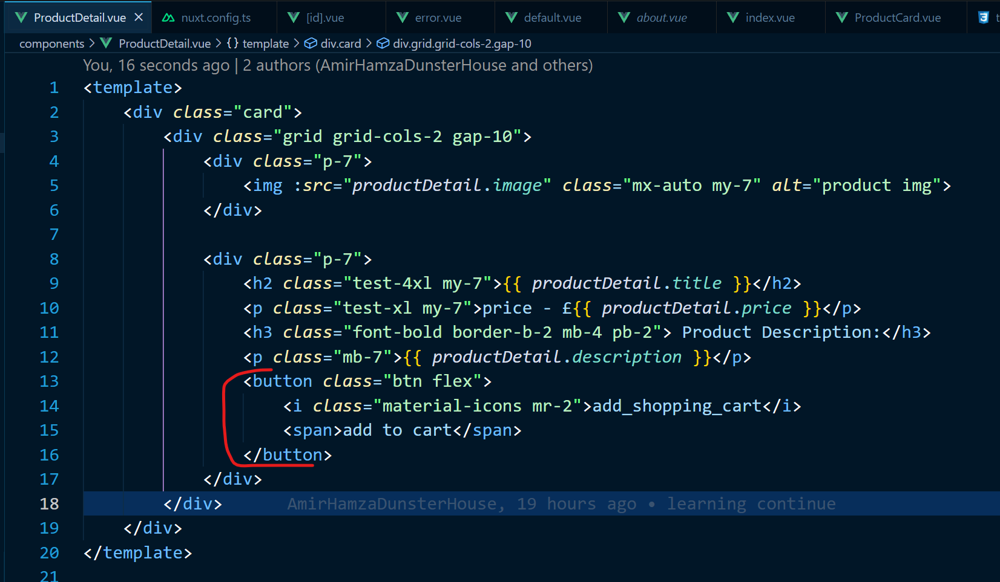 ProductDetail.vue nuxt.config.ts [id].vue error.vue default.vue about.vue index.vue ProductCard.vue
components > ProductDetail.vue > {} template > div.card > div.grid.grid-cols-2.gap-10
You, 16 seconds ago | 2 authors (AmirHamzaDunsterHouse and others)
1 <template>
2 <div class="card">
3 <div class="grid grid-cols-2 gap-10">
4 <div class="p-7">
5 <img :src="productDetail.image" class="mx-auto my-7" alt="product img">
6 </div>
7
8 <div class="p-7">
9 <h2 class="test-4xl my-7">{{ productDetail.title }}</h2>
10 <p class="test-xl my-7">price - £{{ productDetail.price }}</p>
11 <h3 class="font-bold border-b-2 mb-4 pb-2"> Product Description:</h3>
12 <p class="mb-7">{{ productDetail.description }}</p>
13 <button class="btn flex">
14 <i class="material-icons mr-2">add_shopping_cart</i>
15 <span>add to cart</span>
16 </button>
17 </div>
18 </div> AmirHamzaDunsterHouse, 19 hours ago • learning continue
19 </div>
20 </template>
21